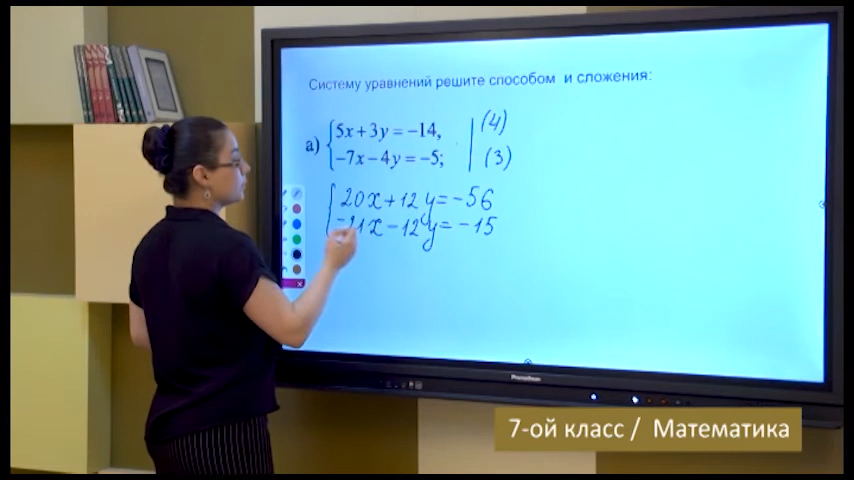 Систему уравнений решите способом и сложения:
а) {5x + 3y = −14, | (4)
{−7x − 4y = −5; | (3)
{20x + 12y = −56
−21x − 12y = −15
Promethean
7-ой класс / Математика